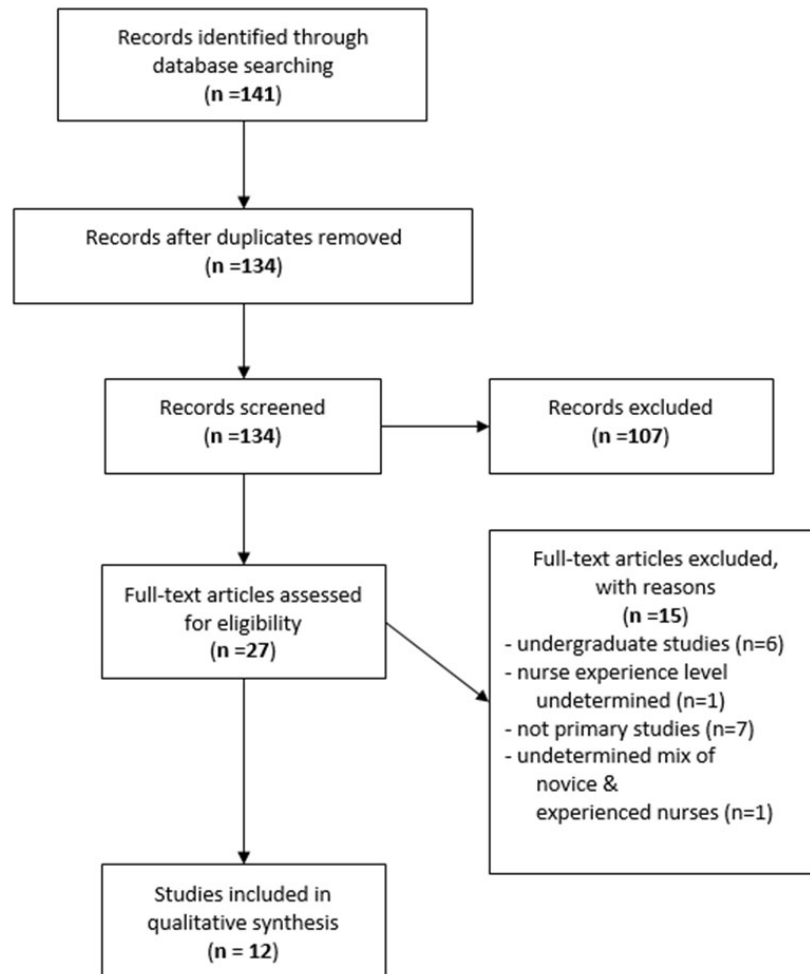 Records identified through
database searching
(n =141)
Records after duplicates removed
(n =134)
Records screened
(n =134)
Records excluded
(n =107)
Full-text articles assessed
for eligibility
(n =27)
Full-text articles excluded,
with reasons
(n =15)
- undergraduate studies (n=6)
- nurse experience level
undetermined (n=1)
- not primary studies (n=7)
- undetermined mix of
novice &
experienced nurses (n=1)
Studies included in
qualitative synthesis
(n = 12)